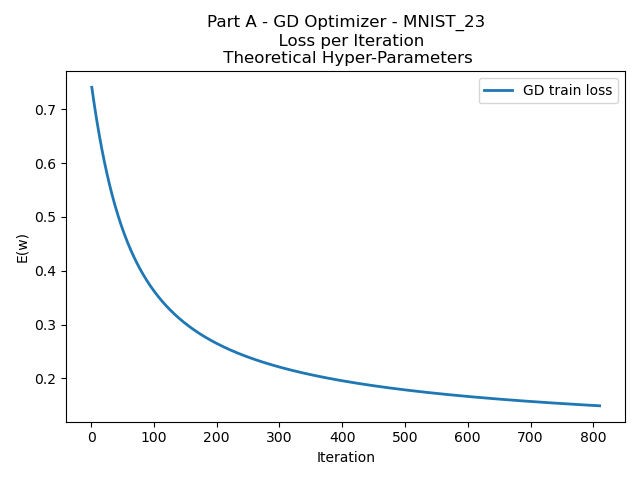 Part A - GD Optimizer - MNIST_23
Loss per Iteration
Theoretical Hyper-Parameters
GD train loss
0.7
0.6
0.5
0.4
0.3
0.2
E(w)
0 100 200 300 400 500 600 700 800
Iteration